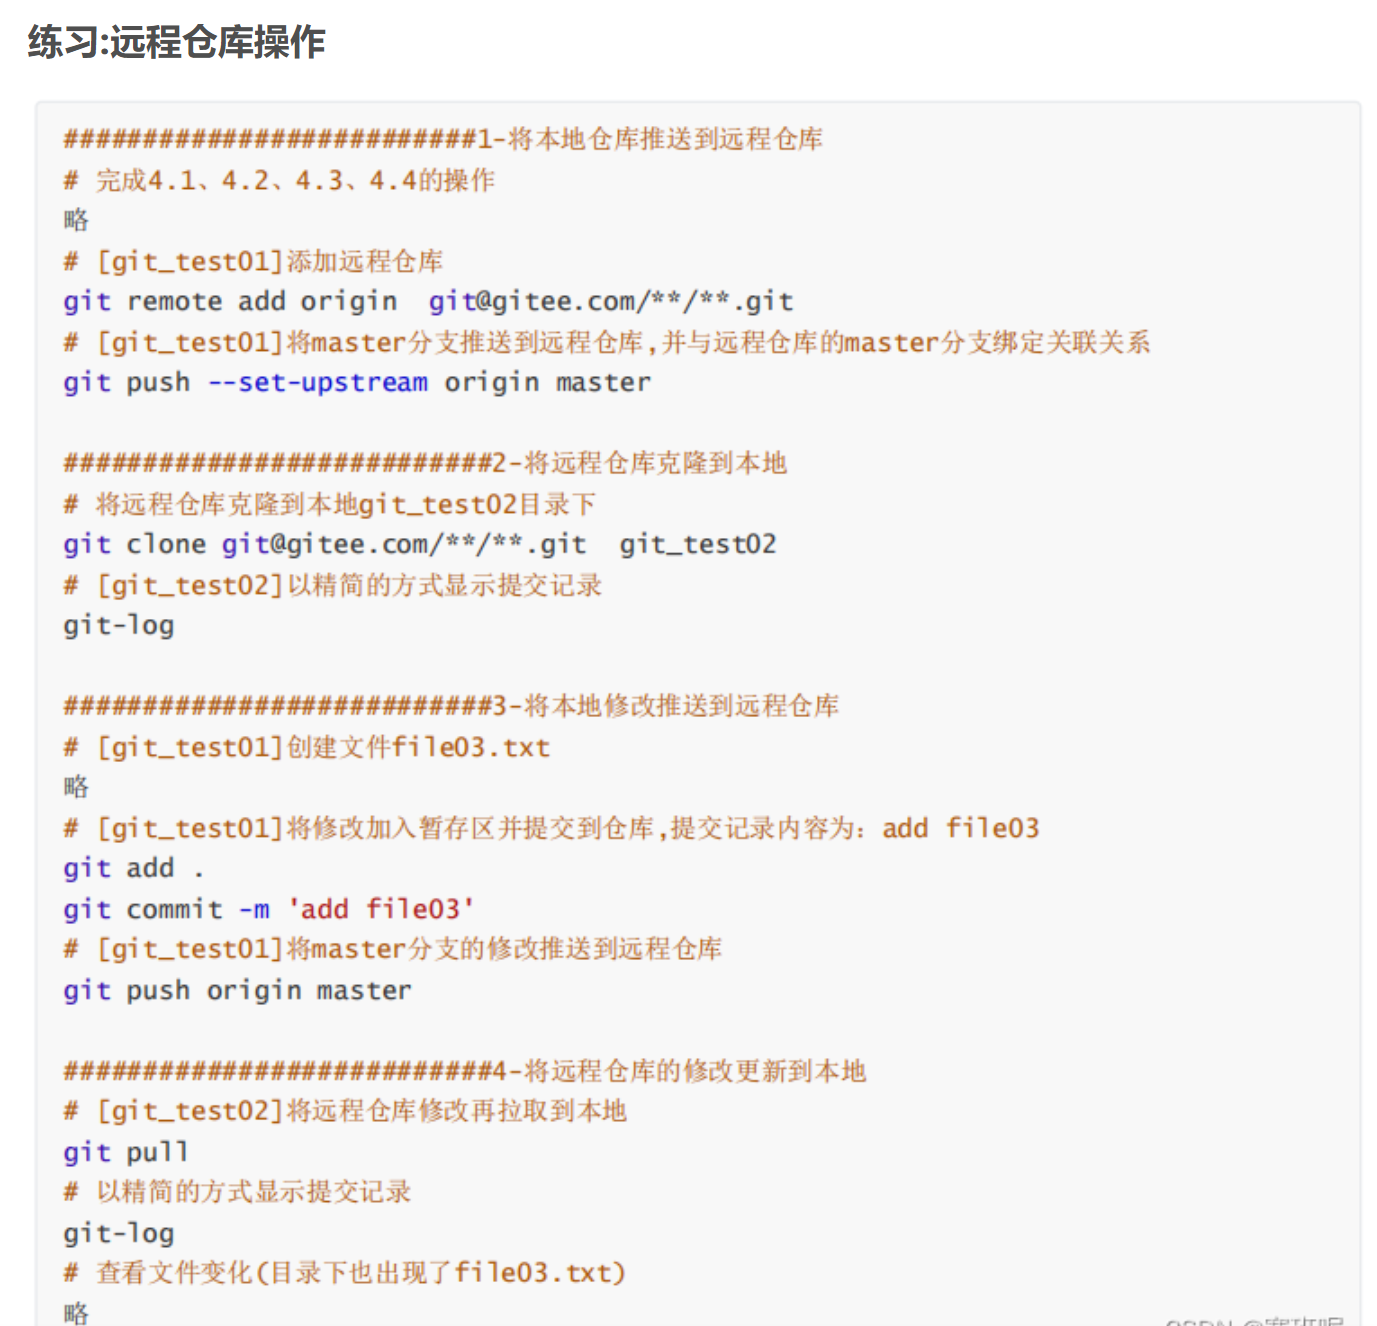 练习:远程仓库操作
##########################1-将本地仓库推送到远程仓库
# 完成4.1、4.2、4.3、4.4的操作
略
# [git_test01]添加远程仓库
git remote add origin  git@gitee.com/**/**.git
# [git_test01]将master分支推送到远程仓库,并与远程仓库的master分支绑定关联关系
git push --set-upstream origin master
###########################2-将远程仓库克隆到本地
# 将远程仓库克隆到本地git_test02目录下
git clone git@gitee.com/**/**.git  git_test02
# [git_test02]以精简的方式显示提交记录
git-log
###########################3-将本地修改推送到远程仓库
# [git_test01]创建文件file03.txt
略
# [git_test01]将修改加入暂存区并提交到仓库,提交记录内容为：add file03
git add .
git commit -m 'add file03'
# [git_test01]将master分支的修改推送到远程仓库
git push origin master
###########################4-将远程仓库的修改更新到本地
# [git_test02]将远程仓库修改再拉取到本地
git pull
# 以精简的方式显示提交记录
git-log
# 查看文件变化(目录下也出现了file03.txt)
略